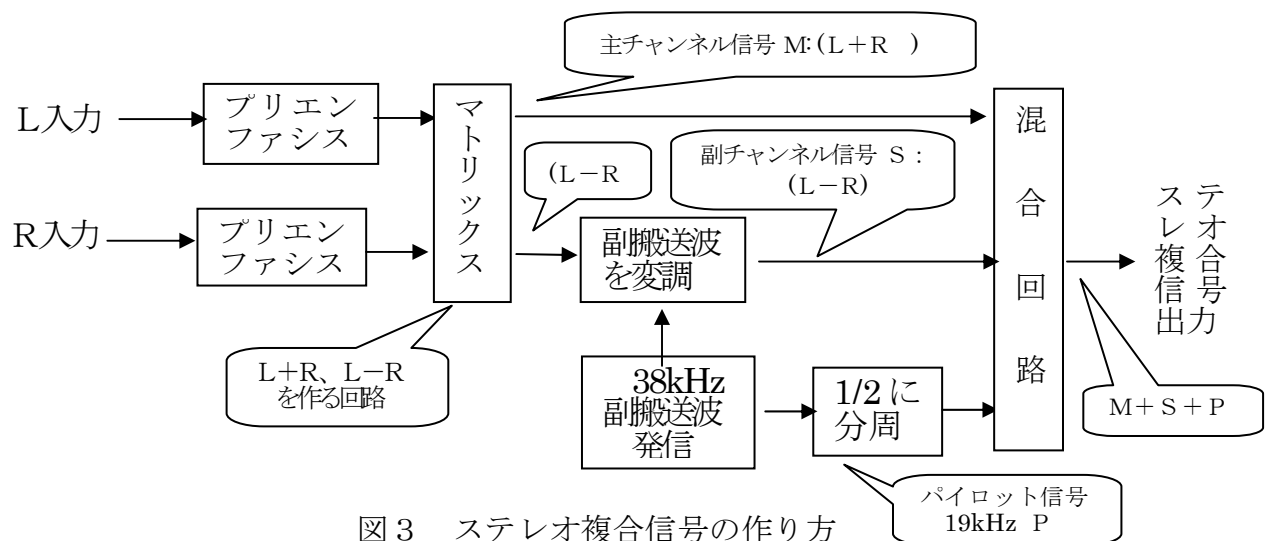 主チャンネル信号 M:(L+R )
L入力
プリエン
ファシス
マトリックス
混合回路
(L-R
副チャンネル信号 S:
(L-R)
R入力
プリエン
ファシス
副搬送波
を変調
ステレオ複合信号出力
L+R、L-R
を作る回路
38kHz
副搬送波
発信
1/2に
分周
M+S+P
パイロット信号
19kHz P
図3 ステレオ複合信号の作り方